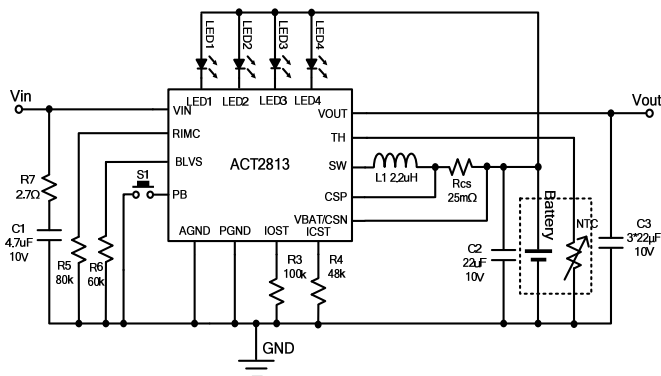 LED1
LED2
LED3
LED4
Vin
Vout
LED1 LED2 LED3 LED4
VIN
VOUT
RIMC
TH
BLVS
ACT2813
SW
L1 2.2uH
Rcs
25mΩ
S1
PB
CSP
R7
2.7Ω
Battery
VBAT/CSN
NTC
AGND PGND IOST ICST
C1
4.7uF
10V
R5
80k
R6
60k
R3
100k
R4
48k
C2
22uF
10V
C3
3*22μF
10V
GND